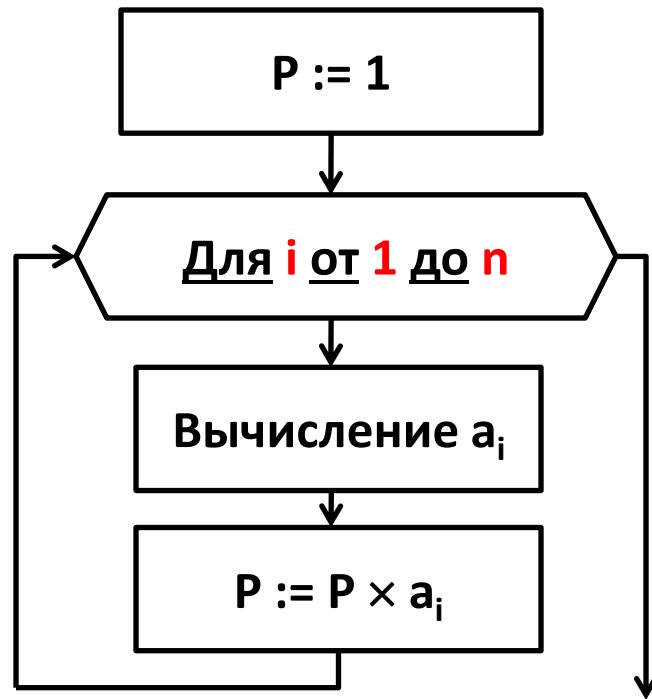 P := 1
Для i от 1 до n
Вычисление aᵢ
P := P × aᵢ